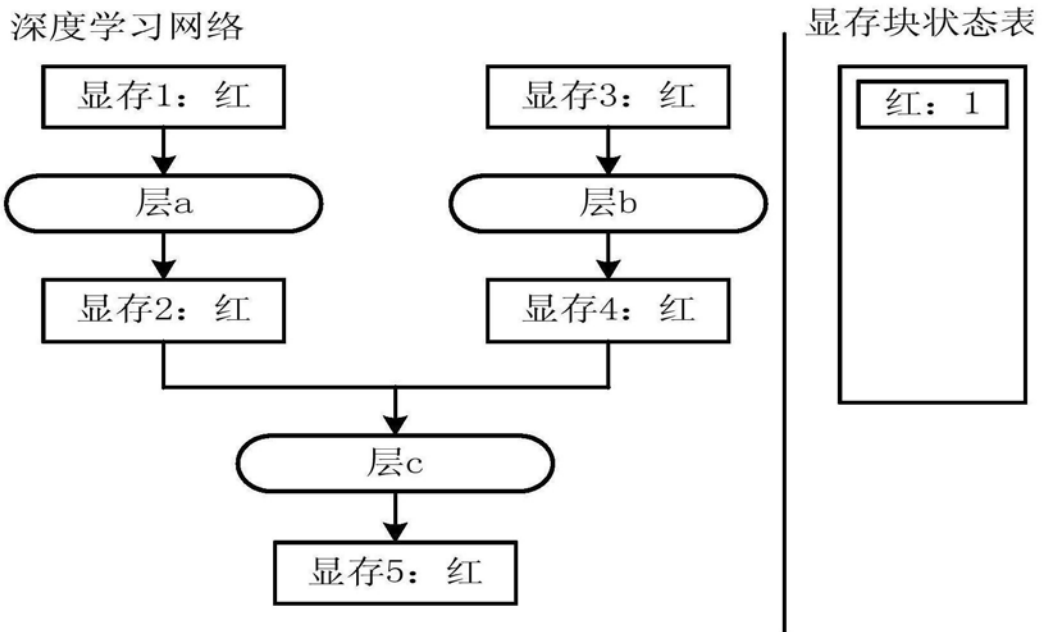 深度学习网络
显存块状态表
显存1：红
显存3：红
红：1
层a
层b
显存2：红
显存4：红
层c
显存5：红